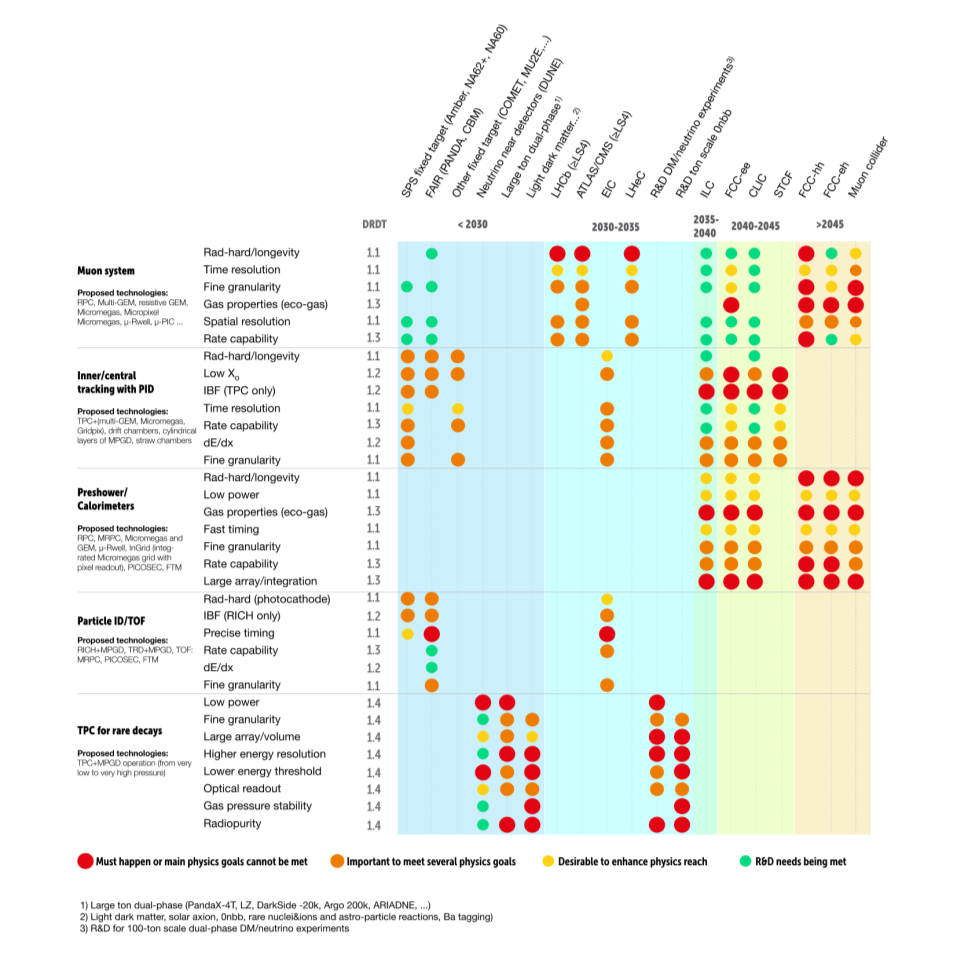 SPS fixed target (Amber, NA62+, NA60)
FAIR (PANDA, CBM)
Other fixed target (COMET, MU2E,...)
Neutrino near detectors (DUNE)
Large ton dual-phase1)
Light dark matter...2)
LHCb (≥LS4)
ATLAS/CMS (≥LS4)
EIC
LHeC
R&D DM/neutrino experiments3)
R&D ton scale 0nbb
ILC
FCC-ee
CLIC
STCF
FCC-hh
FCC-eh
Muon collider
DRDT
< 2030
2030-2035
2035-
2040
2040-2045
>2045
Muon system
Proposed technologies:
RPC, Multi-GEM, resistive GEM,
Micromegas, Micropixel
Micromegas, µ-Rwell, µ-PIC ...
Rad-hard/longevity 1.1
Time resolution 1.1
Fine granularity 1.1
Gas properties (eco-gas) 1.3
Spatial resolution 1.1
Rate capability 1.3
Inner/central
tracking with PID
Proposed technologies:
TPC+(multi-GEM, Micromegas,
Gridpix), drift chambers, cylindrical
layers of MPGD, straw chambers
Rad-hard/longevity 1.1
Low Xo 1.2
IBF (TPC only) 1.2
Time resolution 1.1
Rate capability 1.3
dE/dx 1.2
Fine granularity 1.1
Preshower/
Calorimeters
Proposed technologies:
RPC, MRPC, Micromegas and
GEM, µ-Rwell, InGrid (integ-
rated Micromegas grid with
pixel readout), PICOSEC, FTM
Rad-hard/longevity 1.1
Low power 1.1
Gas properties (eco-gas) 1.3
Fast timing 1.1
Fine granularity 1.1
Rate capability 1.3
Large array/integration 1.3
Particle ID/TOF
Proposed technologies:
RICH+MPGD, TRD+MPGD, TOF:
MRPC, PICOSEC, FTM
Rad-hard (photocathode) 1.1
IBF (RICH only) 1.2
Precise timing 1.1
Rate capability 1.3
dE/dx 1.2
Fine granularity 1.1
TPC for rare decays
Proposed technologies:
TPC+MPGD operation (from very
low to very high pressure)
Low power 1.4
Fine granularity 1.4
Large array/volume 1.4
Higher energy resolution 1.4
Lower energy threshold 1.4
Optical readout 1.4
Gas pressure stability 1.4
Radiopurity 1.4
Must happen or main physics goals cannot be met
Important to meet several physics goals
Desirable to enhance physics reach
R&D needs being met
1) Large ton dual-phase (PandaX-4T, LZ, DarkSide -20k, Argo 200k, ARIADNE, ...)
2) Light dark matter, solar axion, 0nbb, rare nuclei&ions and astro-particle reactions, Ba tagging)
3) R&D for 100-ton scale dual-phase DM/neutrino experiments